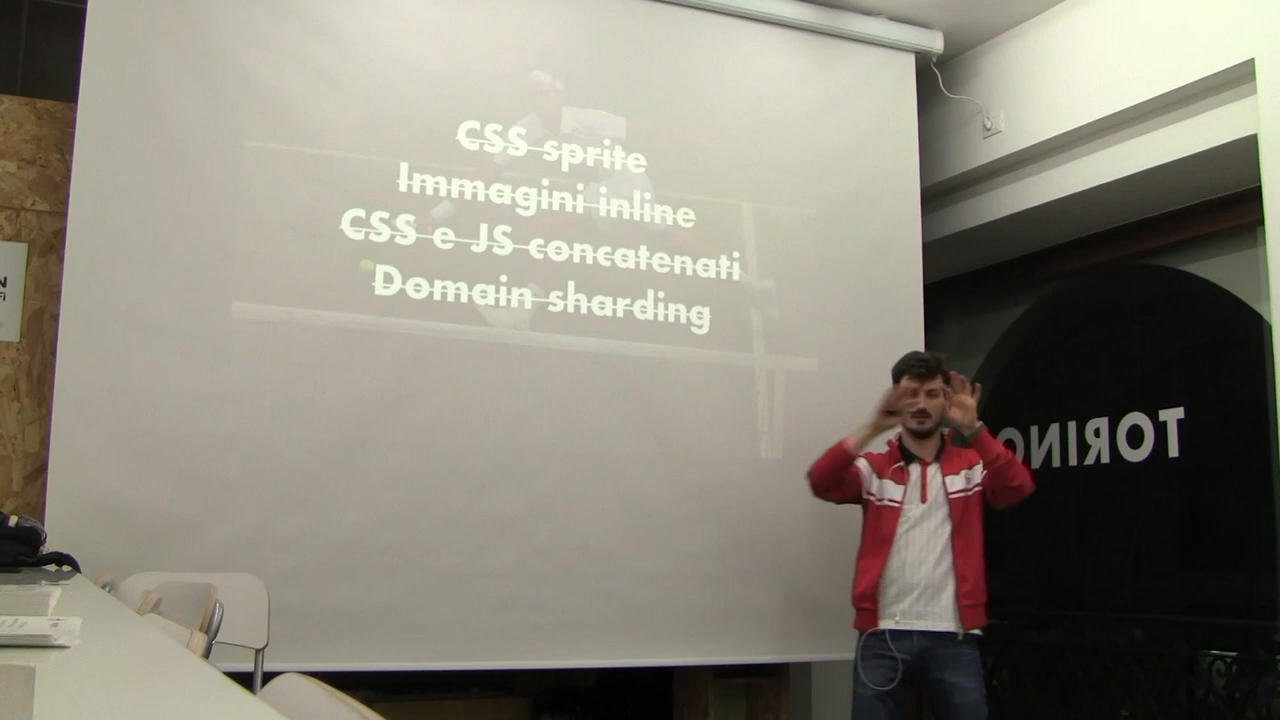 CSS sprite
Immagini inline
CSS e JS concatenati
Domain sharding
TORINO